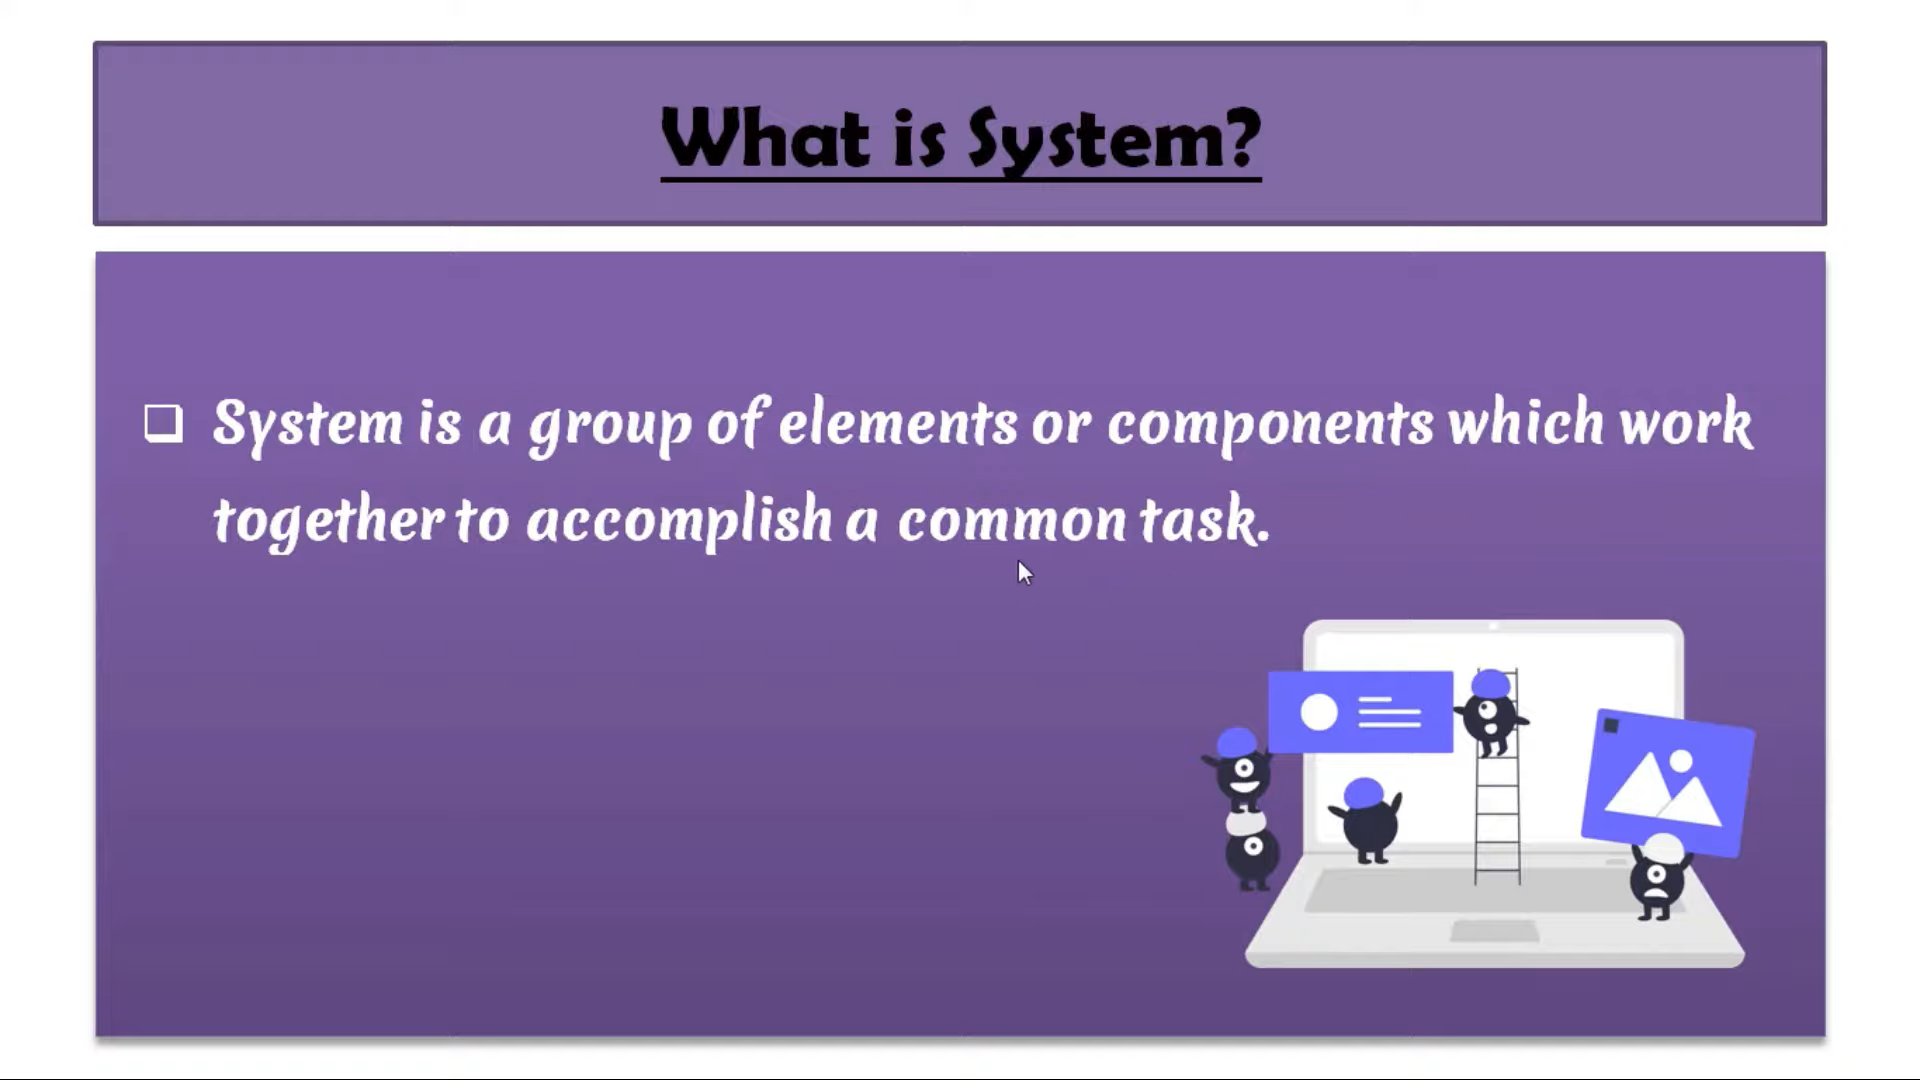 What is System?
System is a group of elements or components which work
together to accomplish a common task.